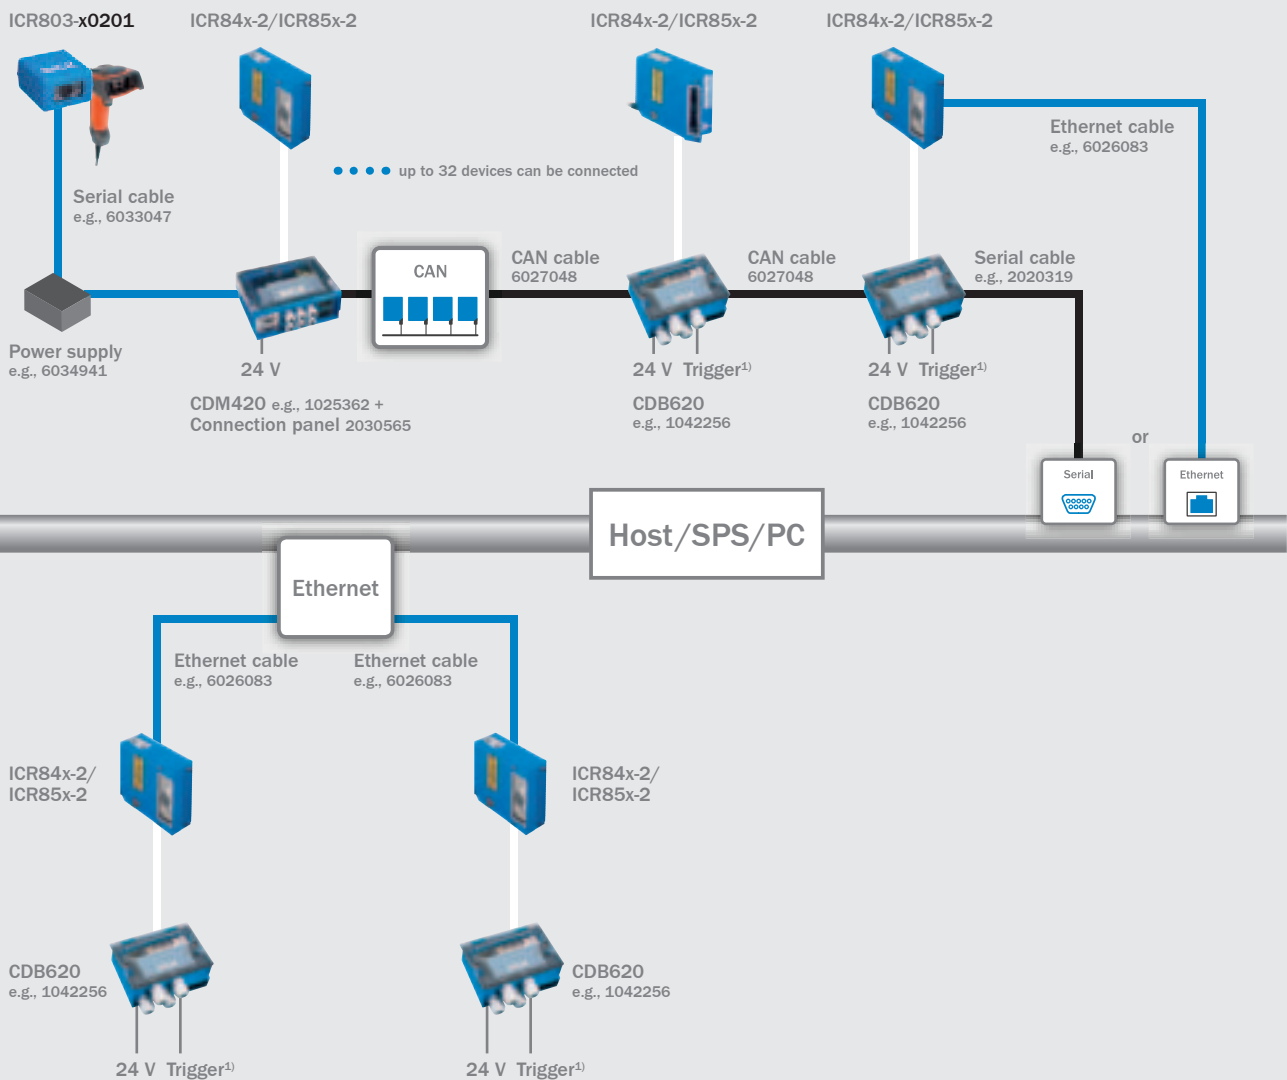 ICR803-x0201
ICR84x-2/ICR85x-2
ICR84x-2/ICR85x-2
ICR84x-2/ICR85x-2
Ethernet cable
e.g., 6026083
up to 32 devices can be connected
Serial cable
e.g., 6033047
CAN
CAN cable
6027048
CAN cable
6027048
Serial cable
e.g., 2020319
Power supply
e.g., 6034941
24 V
24 V Trigger¹⁾
24 V Trigger¹⁾
CDM420 e.g., 1025362 +
Connection panel 2030565
CDB620
e.g., 1042256
CDB620
e.g., 1042256
or
Serial
Ethernet
Host/SPS/PC
Ethernet
Ethernet cable
e.g., 6026083
Ethernet cable
e.g., 6026083
ICR84x-2/
ICR85x-2
ICR84x-2/
ICR85x-2
CDB620
e.g., 1042256
CDB620
e.g., 1042256
24 V Trigger¹⁾
24 V Trigger¹⁾